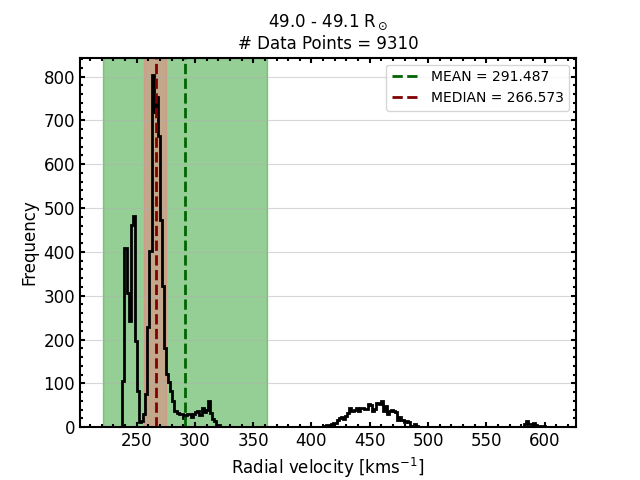 49.0 - 49.1 R⊙
# Data Points = 9310
MEAN = 291.487
MEDIAN = 266.573
800
700
600
500
400
300
200
100
0
Frequency
250 300 350 400 450 500 550 600
Radial velocity [kms⁻¹]